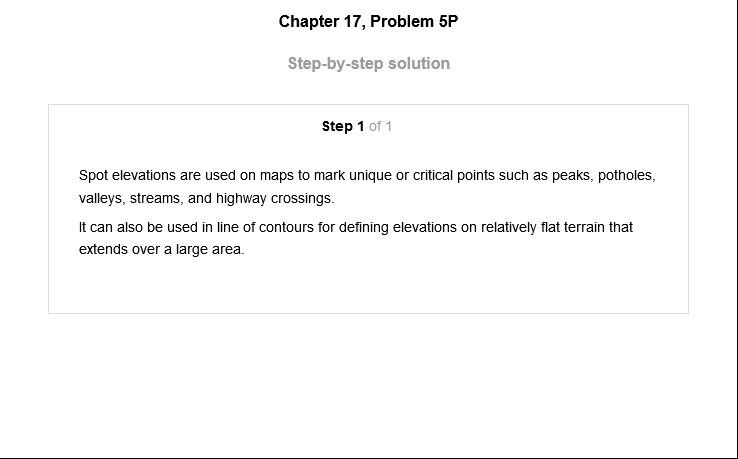 Chapter 17, Problem 5P
Step-by-step solution
Step 1 of 1
Spot elevations are used on maps to mark unique or critical points such as peaks, potholes,
valleys, streams, and highway crossings.
It can also be used in line of contours for defining elevations on relatively flat terrain that
extends over a large area.